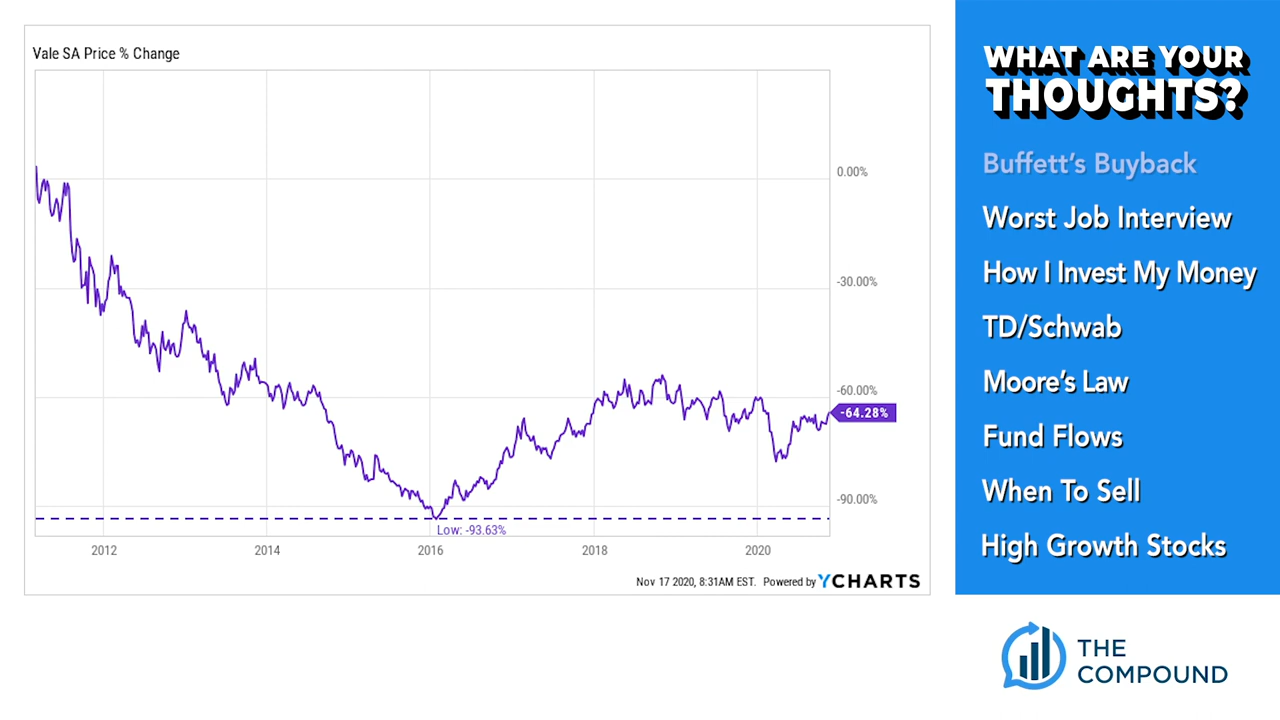 Vale SA Price % Change
0.00%
-30.00%
-60.00%
-64.28%
-90.00%
Low: -93.63%
2012 2014 2016 2018 2020
Nov 17 2020, 8:31AM EST. Powered by YCHARTS
WHAT ARE YOUR
THOUGHTS?
Buffett's Buyback
Worst Job Interview
How I Invest My Money
TD/Schwab
Moore's Law
Fund Flows
When To Sell
High Growth Stocks
THE
COMPOUND